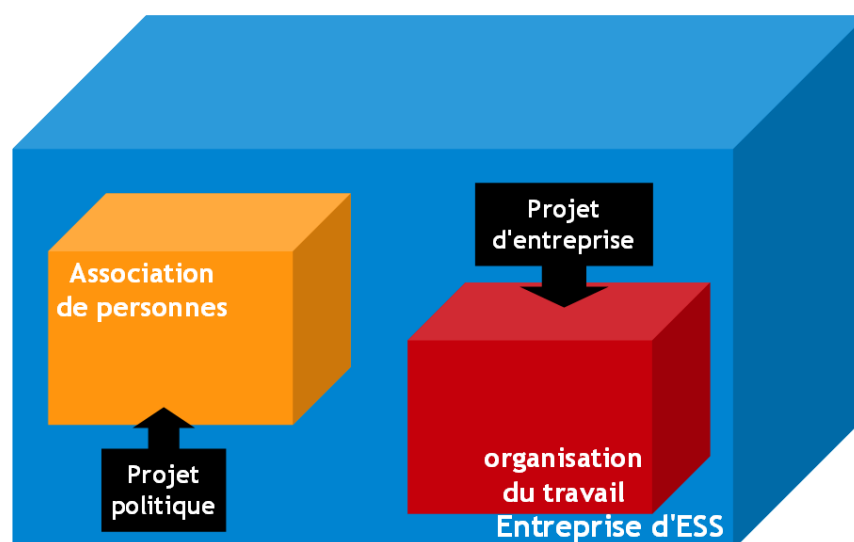 Association
de personnes
Projet
politique
Projet
d'entreprise
organisation
du travail
Entreprise d'ESS